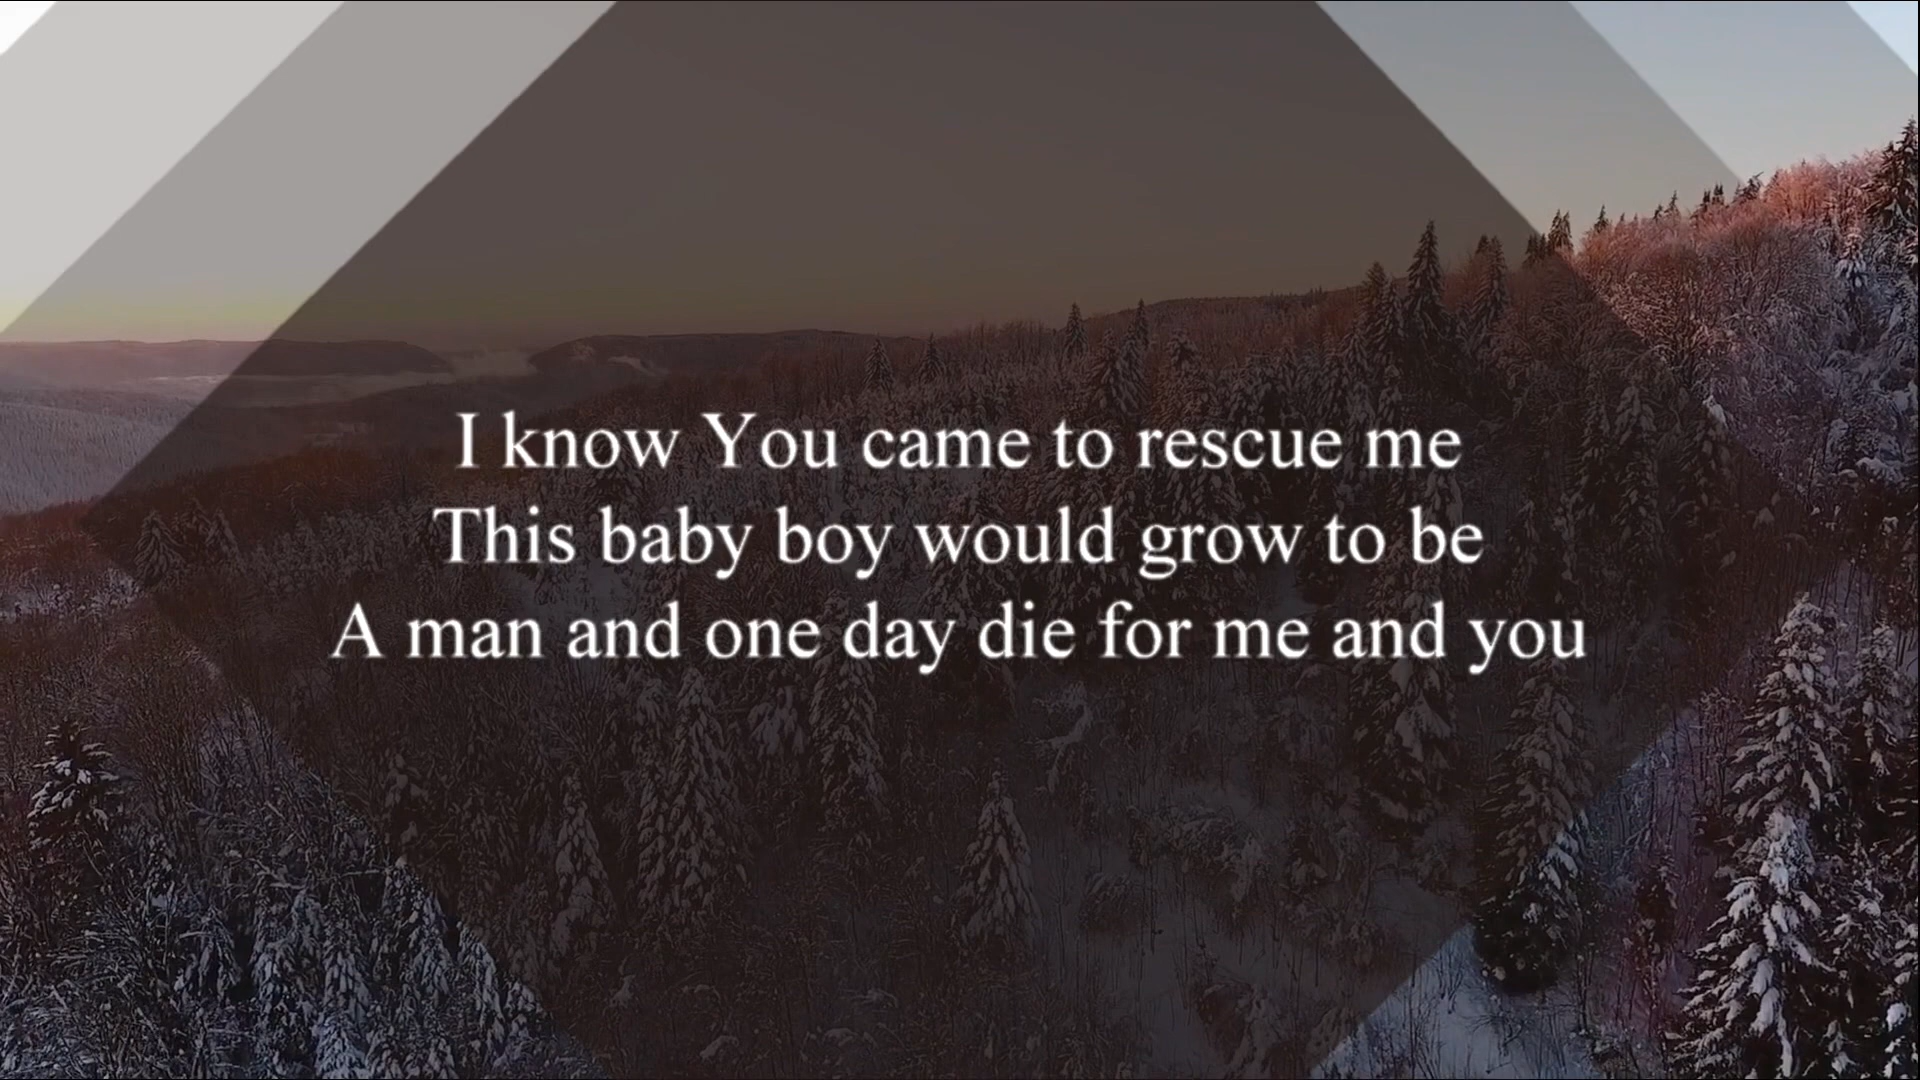 I know You came to rescue me
This baby boy would grow to be
A man and one day die for me and you